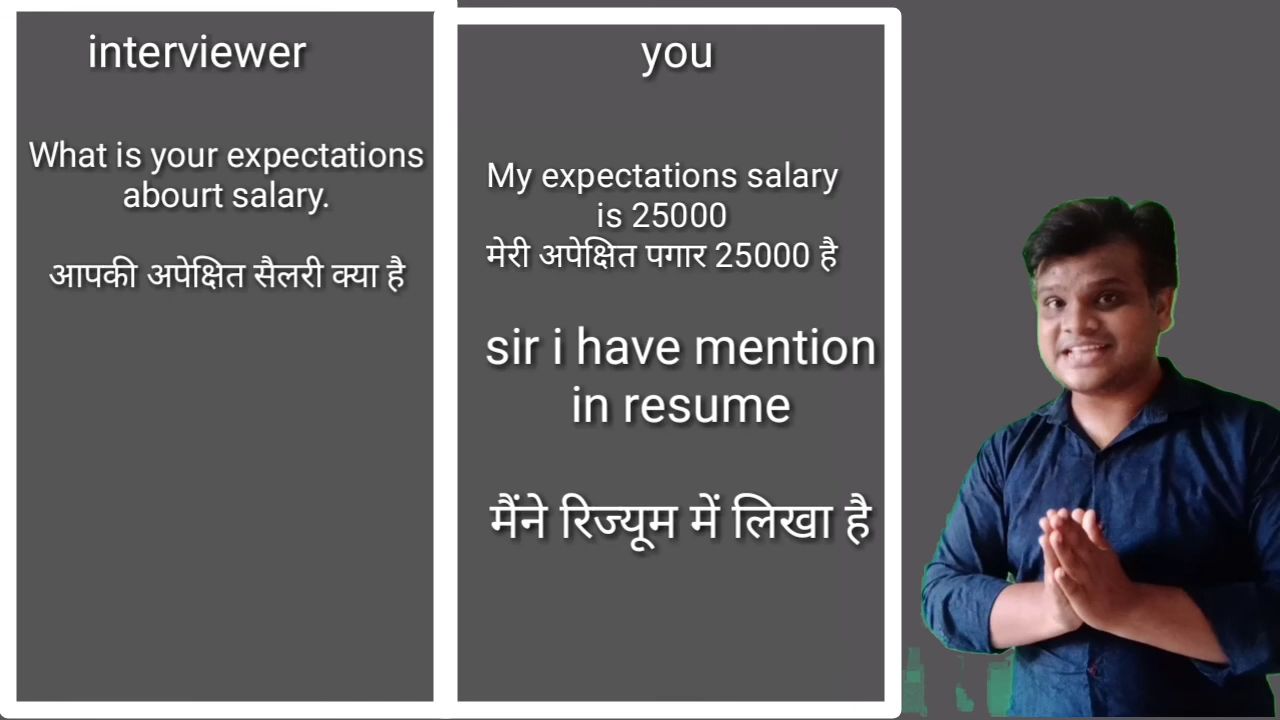 interviewer
What is your expectations
abourt salary.
आपकी अपेक्षित सैलरी क्या है
you
My expectations salary
is 25000
मेरी अपेक्षित पगार 25000 है
sir i have mention
in resume
मैंने रिज्यूम में लिखा है